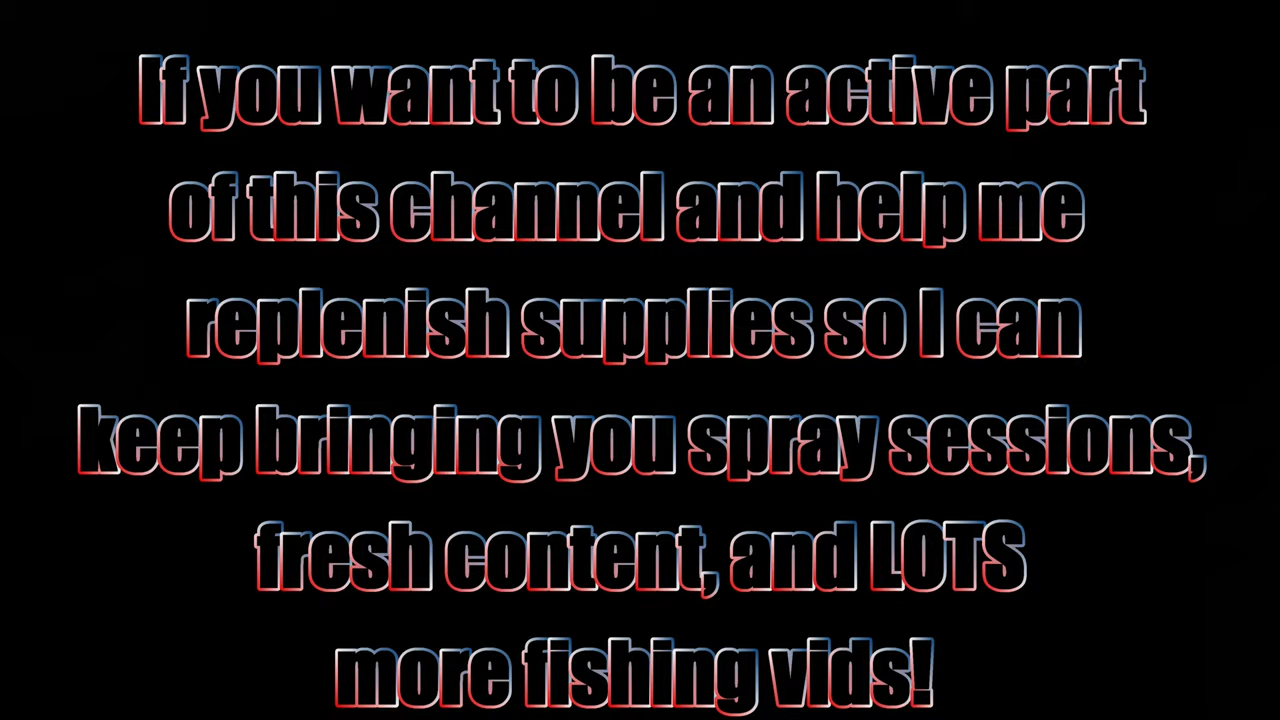 If you want to be an active part
of this channel and help me
replenish supplies so I can
keep bringing you spray sessions,
fresh content, and LOTS
more fishing vids!